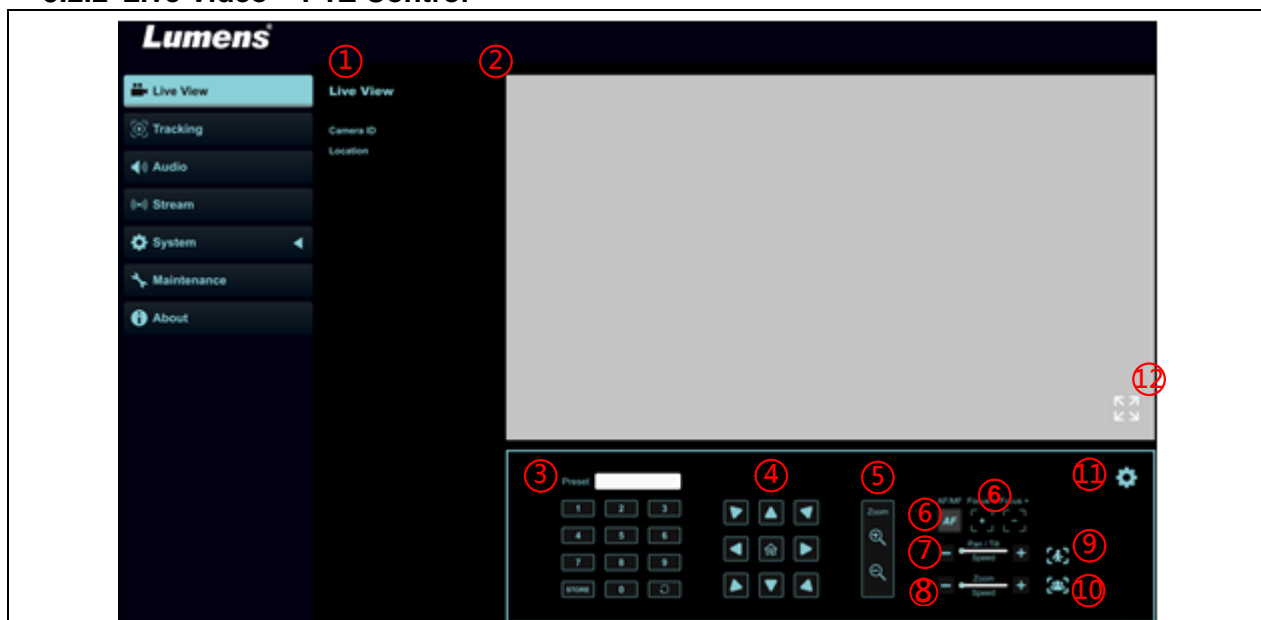 Lumens
① ②
Live View
Tracking
Audio
Stream
System
Maintenance
About
Live View
Camera ID
Location
⑫
③ Preset
1 2 3
4 5 6
7 8 9
STORE 0
④
⑤
Zoom
⑥ ⑪
AF/MF Focus + Focus +
⑥ AF
⑦ Pan / Tilt Speed ⑨
⑧ Zoom Speed ⑩